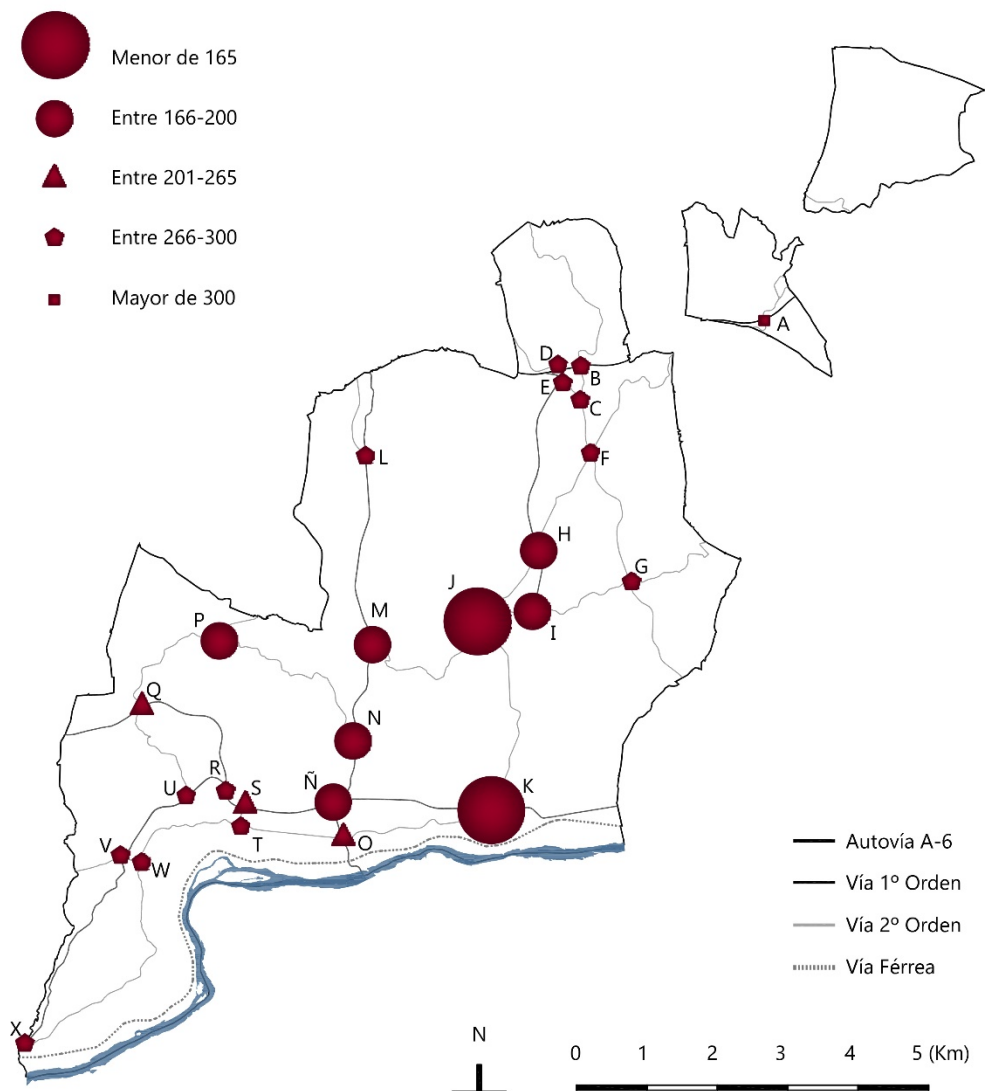 Menor de 165
Entre 166-200
Entre 201-265
Entre 266-300
Mayor de 300
A
D
B
E
C
L
F
H
G
J
I
P
M
Q
N
R
S
U
Ñ
K
T
O
V
W
X
Autovía A-6
Vía 1º Orden
Vía 2º Orden
Vía Férrea
N
0 1 2 3 4 5 (Km)